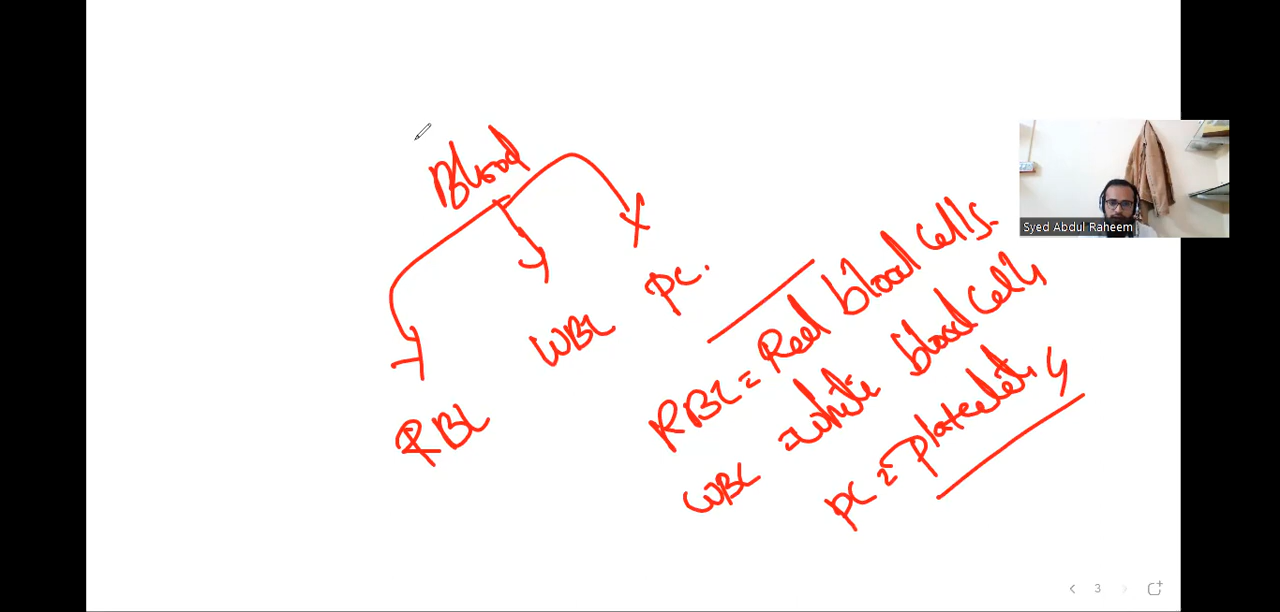 Blood
RBC
WBC
PC.
RBC = Red blood cells.
WBC = white blood cells
PC = platelets
Syed Abdul Raheem
3